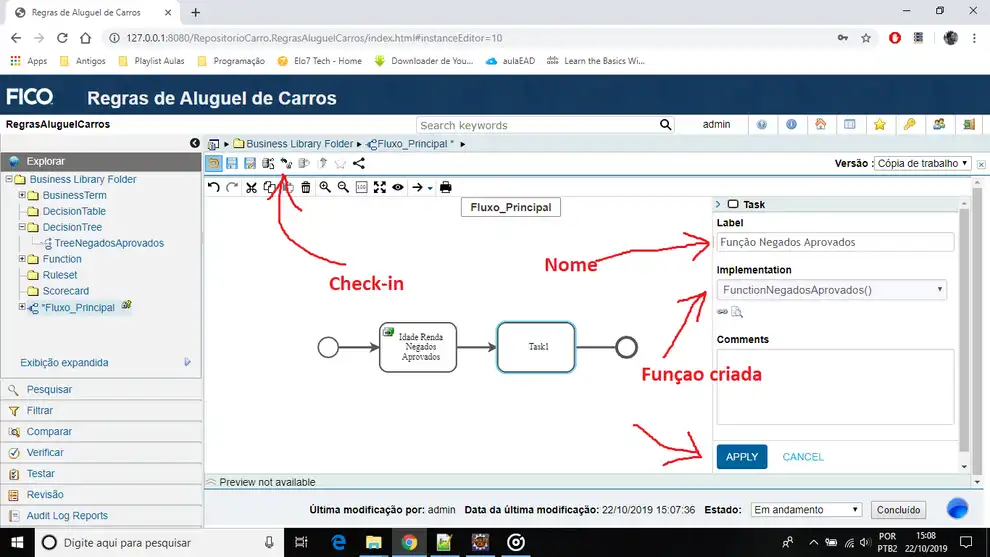 Regras de Aluguel de Carros
127.0.0.1:8080/RepositorioCarro.RegrasAluguelCarros/index.html#instanceEditor=10
Apps Antigos Playlist Aulas Programação Elo7 Tech - Home Downloader de You... aulaEAD Learn the Basics Wi...
FICO Regras de Aluguel de Carros
RegrasAluguelCarros Search keywords admin
Explorar
Business Library Folder
BusinessTerm
DecisionTable
DecisionTree
TreeNegadosAprovados
Function
Ruleset
Scorecard
*Fluxo_Principal
Exibição expandida
Pesquisar
Filtrar
Comparar
Verificar
Testar
Revisão
Audit Log Reports
Business Library Folder Fluxo_Principal *
Versão : Cópia de trabalho
100
Fluxo_Principal
Check-in
Nome
Funçao criada
Idade Renda
Negados
Aprovados
Task1
Task
Label
Função Negados Aprovados
Implementation
FunctionNegadosAprovados()
Comments
APPLY CANCEL
Preview not available
Última modificação por: admin Data da última modificação: 22/10/2019 15:07:36 Estado: Em andamento Concluído
Digite aqui para pesquisar
POR
PTB2
15:08
22/10/2019